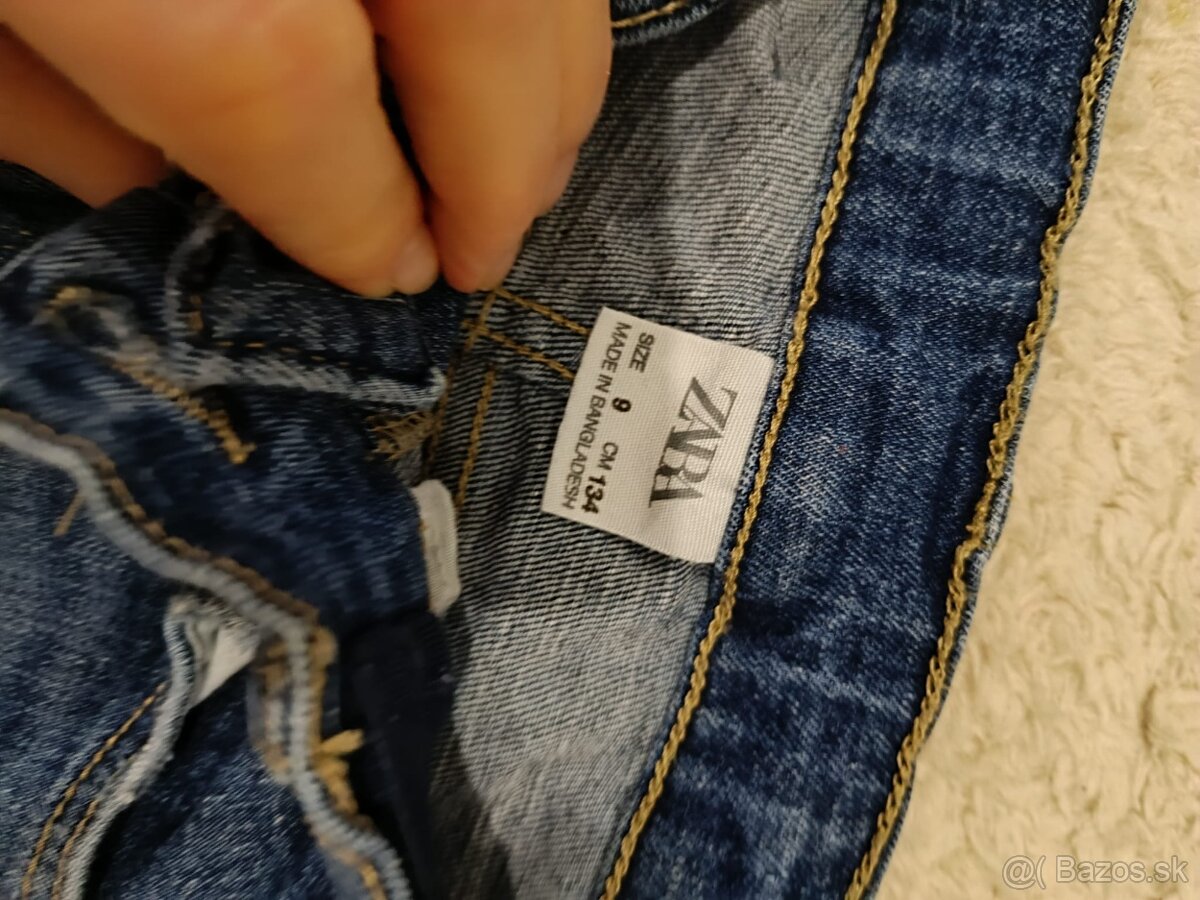 ZARA
SIZE 9 CM 134
MADE IN BANGLADESH
@( Bazos.sk